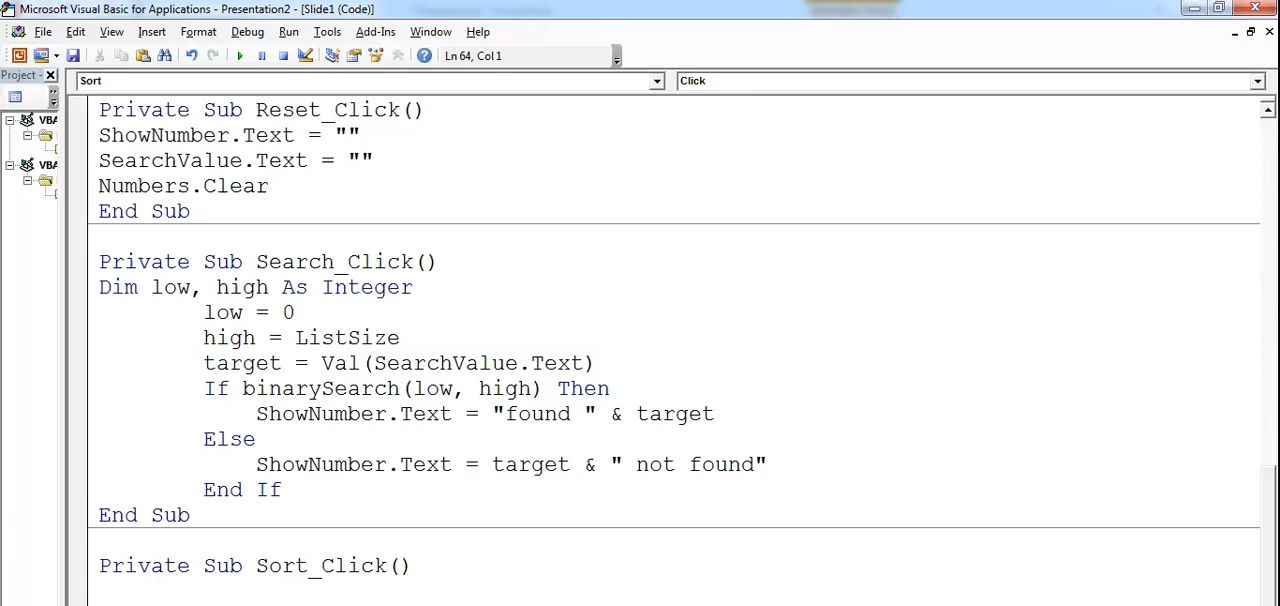 Microsoft Visual Basic for Applications - Presentation2 - [Slide1 (Code)]
File Edit View Insert Format Debug Run Tools Add-Ins Window Help
Ln 64, Col 1
Project -
Sort Click
VBA
VBA
Private Sub Reset_Click()
ShowNumber.Text = ""
SearchValue.Text = ""
Numbers.Clear
End Sub
Private Sub Search_Click()
Dim low, high As Integer
low = 0
high = ListSize
target = Val(SearchValue.Text)
If binarySearch(low, high) Then
ShowNumber.Text = "found " & target
Else
ShowNumber.Text = target & " not found"
End If
End Sub
Private Sub Sort_Click()